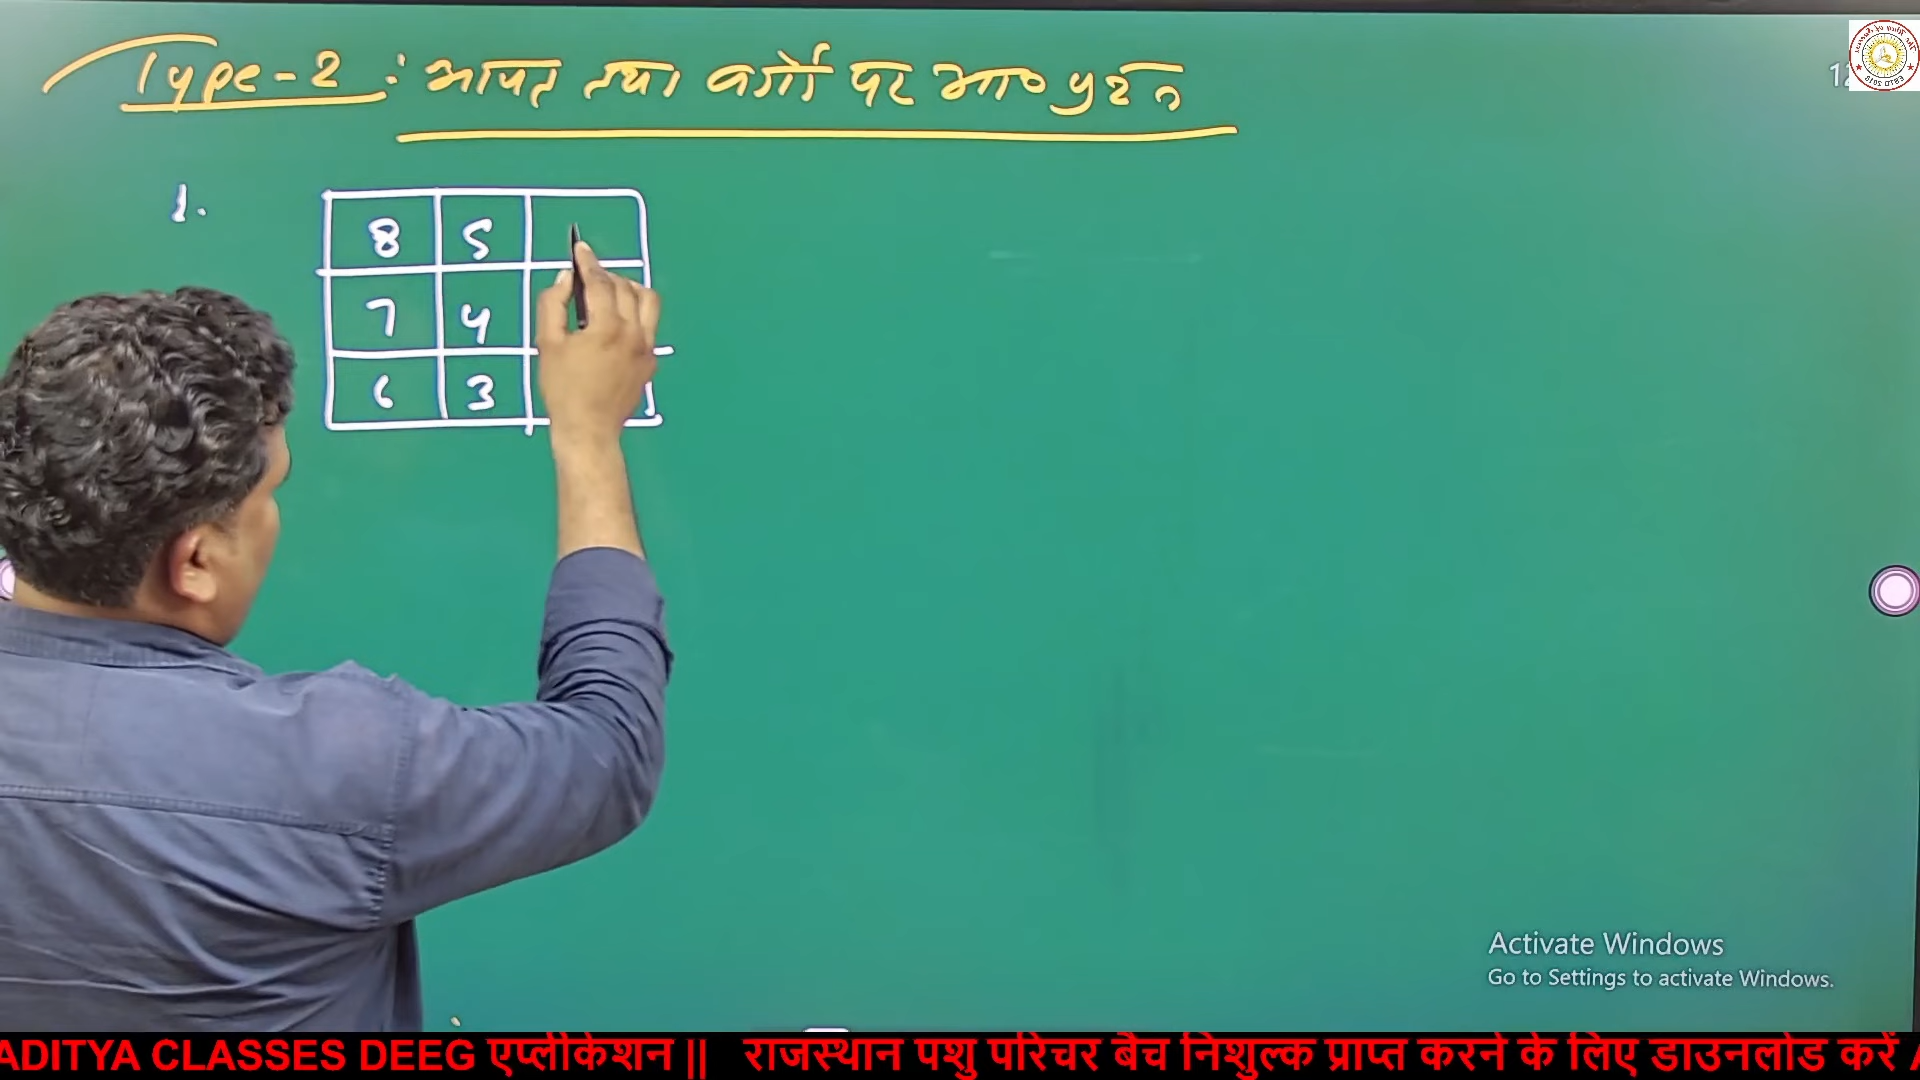 Type-2 : आयत तथा वर्गो पर आ० प्रश्न
1.
8 5
7 4
6 3
Activate Windows
Go to Settings to activate Windows.
ADITYA CLASSES DEEG एप्लीकेशन || राजस्थान पशु परिचर बैच निशुल्क प्राप्त करने के लिए डाउनलोड करें